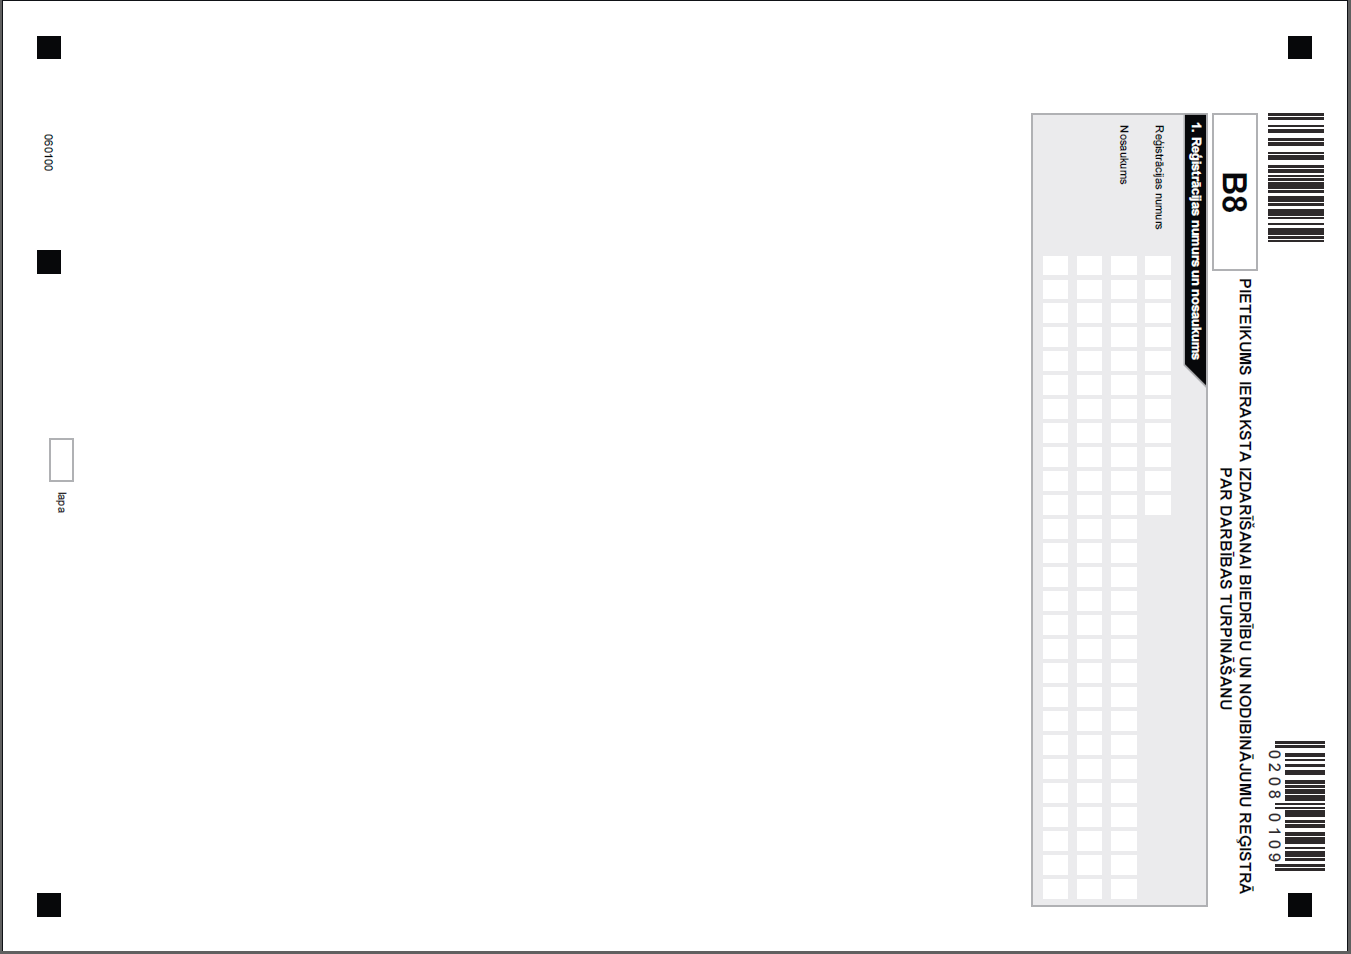 0208 0109
B8
PIETEIKUMS IERAKSTA IZDARĪŠANAI BIEDRĪBU UN NODIBINĀJUMU REĢISTRĀ
PAR DARBĪBAS TURPINĀŠANU
1. Reģistrācijas numurs un nosaukums
Reģistrācijas numurs
Nosaukums
lapa
060100